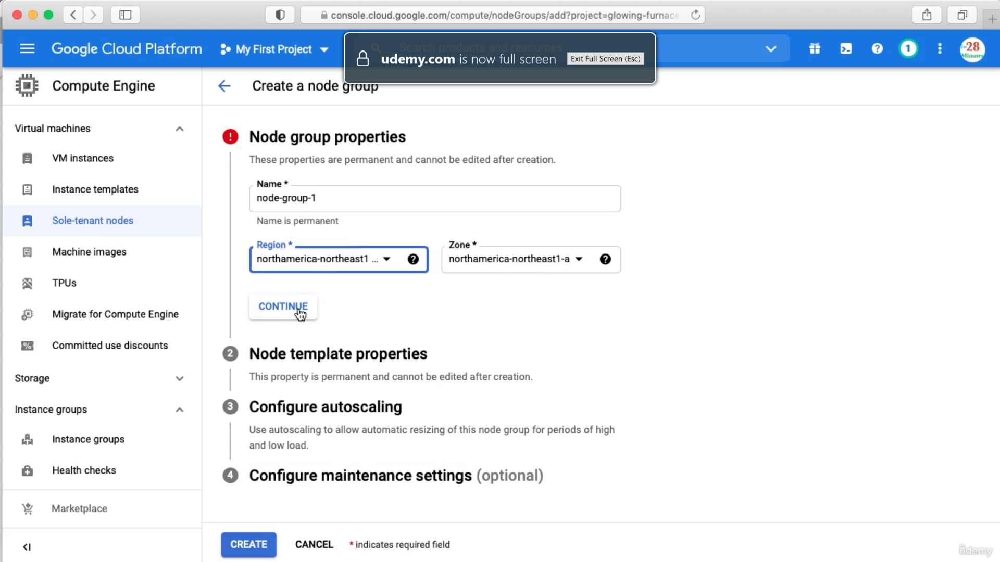 console.cloud.google.com/compute/nodeGroups/add?project=glowing-furnace
Google Cloud Platform
My First Project
Search products and resources
1
28
Minutes
udemy.com is now full screen
Exit Full Screen (Esc)
Compute Engine
Create a node group
Virtual machines
VM instances
Instance templates
Sole-tenant nodes
Machine images
TPUs
Migrate for Compute Engine
Committed use discounts
Storage
Instance groups
Instance groups
Health checks
Marketplace
Node group properties
These properties are permanent and cannot be edited after creation.
Name *
node-group-1
Name is permanent
Region *
northamerica-northeast1 ...
Zone *
northamerica-northeast1-a
CONTINUE
2 Node template properties
This property is permanent and cannot be edited after creation.
3 Configure autoscaling
Use autoscaling to allow automatic resizing of this node group for periods of high
and low load.
4 Configure maintenance settings (optional)
CREATE CANCEL * indicates required field
ûdemy